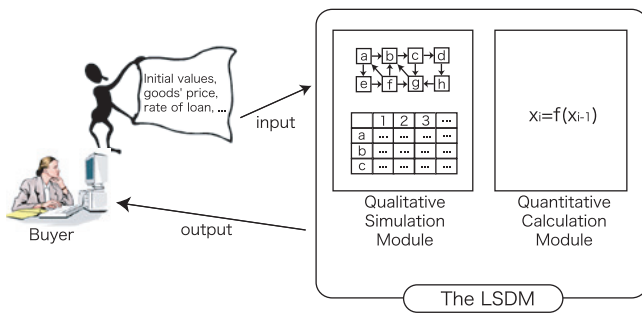 Initial values,
goods' price,
rate of loan, ...
input
output
Buyer
a b c d
e f g h
1 2 3 ...
a ... ... ... ...
b ... ... ... ...
c ... ... ... ...
Qualitative
Simulation
Module
xi=f(xi-1)
Quantitative
Calculation
Module
The LSDM